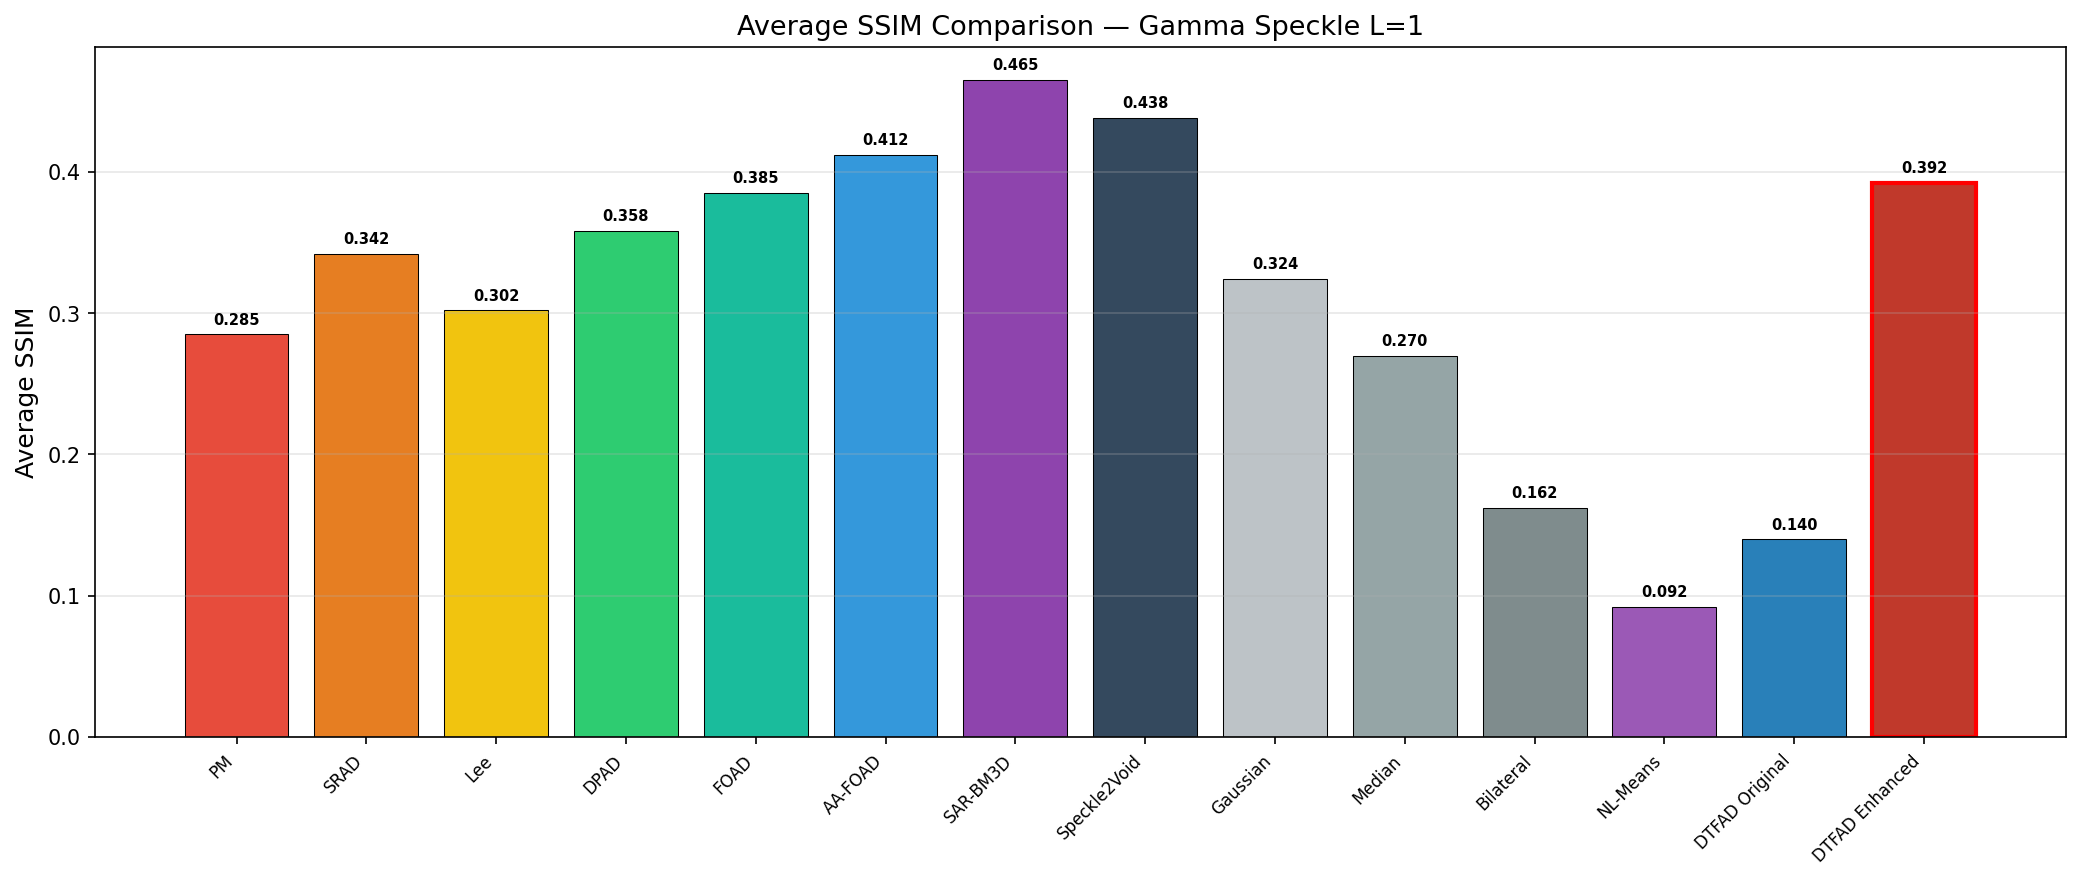 Average SSIM Comparison — Gamma Speckle L=1
Average SSIM
0.4
0.3
0.2
0.1
0.0
0.285
0.342
0.302
0.358
0.385
0.412
0.465
0.438
0.324
0.270
0.162
0.092
0.140
0.392
PM
SRAD
Lee
DPAD
FOAD
AA-FOAD
SAR-BM3D
Speckle2Void
Gaussian
Median
Bilateral
NL-Means
DTFAD Original
DTFAD Enhanced